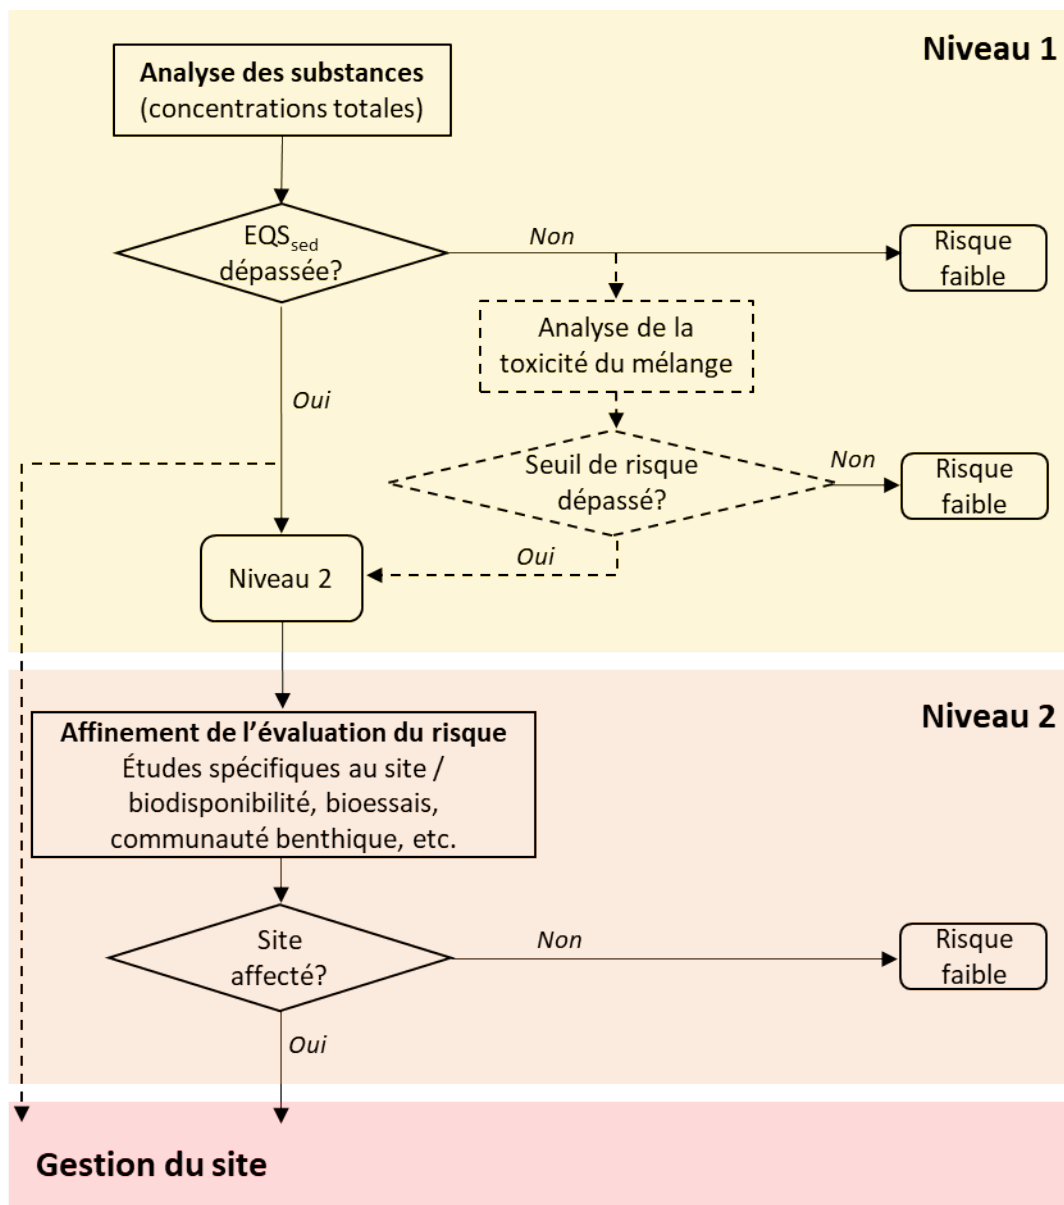 Niveau 1
Analyse des substances
(concentrations totales)
EQSsed
dépassée?
Non
Risque
faible
Analyse de la
toxicité du mélange
Oui
Seuil de risque
dépassé?
Non
Risque
faible
Oui
Niveau 2
Niveau 2
Affinement de l’évaluation du risque
Études spécifiques au site /
biodisponibilité, bioessais,
communauté benthique, etc.
Site
affecté?
Non
Risque
faible
Oui
Gestion du site